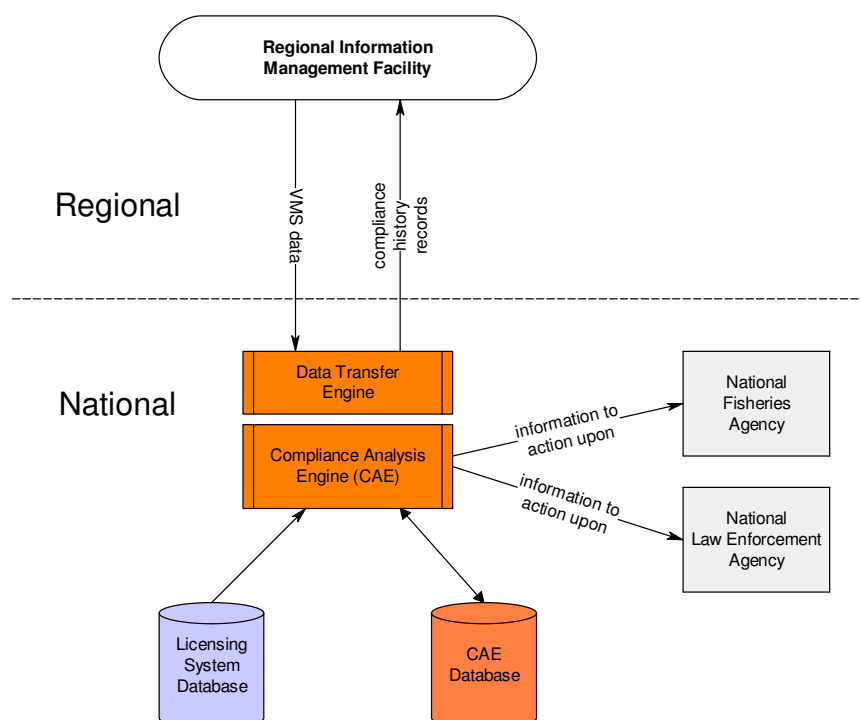 Regional Information
Management Facility
Regional
VMS data
compliance
history
records
National
Data Transfer
Engine
Compliance Analysis
Engine (CAE)
information to
action upon
information to
action upon
National
Fisheries
Agency
National
Law Enforcement
Agency
Licensing
System
Database
CAE
Database